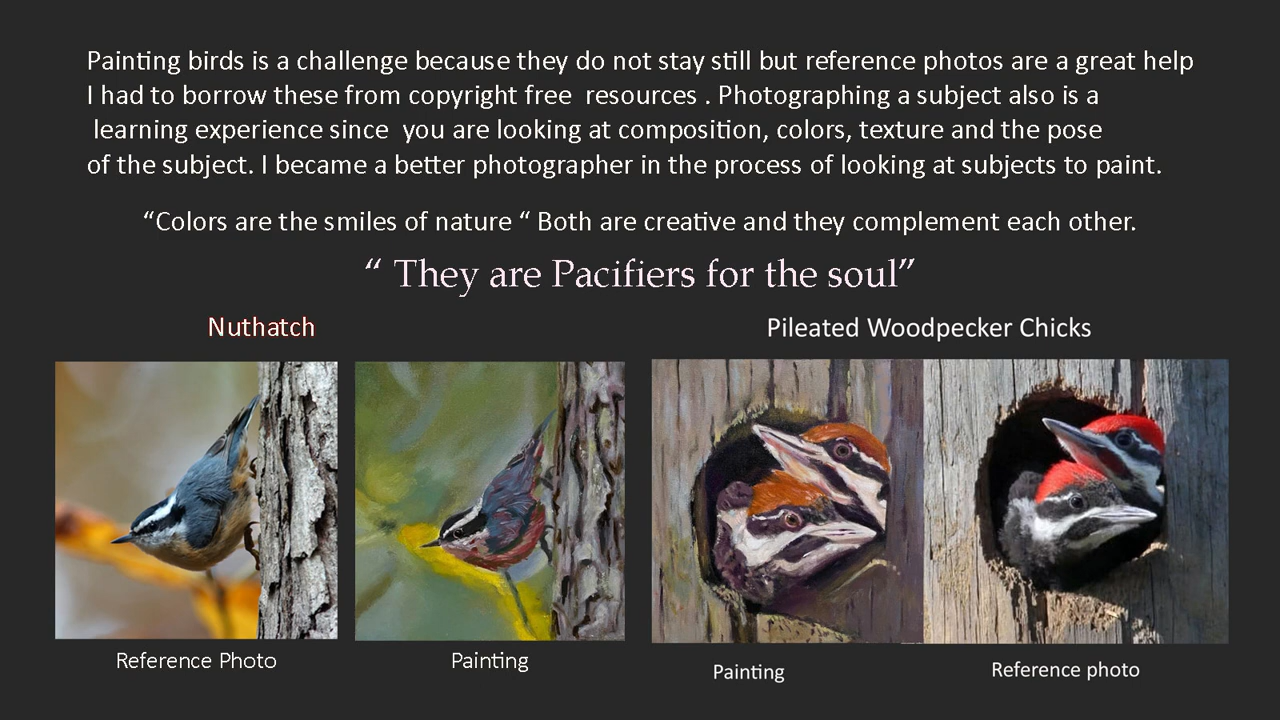 Painting birds is a challenge because they do not stay still but reference photos are a great help
I had to borrow these from copyright free  resources . Photographing a subject also is a
learning experience since  you are looking at composition, colors, texture and the pose
of the subject. I became a better photographer in the process of looking at subjects to paint.
“Colors are the smiles of nature “ Both are creative and they complement each other.
“ They are Pacifiers for the soul”
Nuthatch
Pileated Woodpecker Chicks
Reference Photo
Painting
Painting
Reference photo